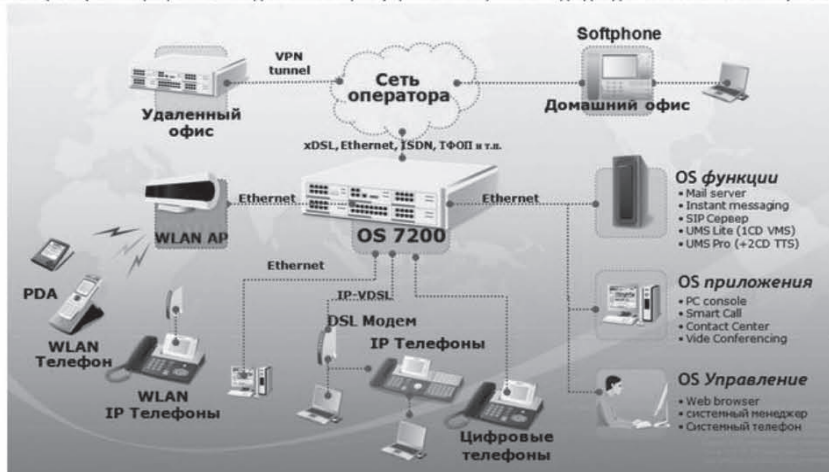 Softphone
VPN
tunnel
Сеть
оператора
Удаленный
офис
Домашний офис
xDSL, Ethernet, ISDN, ТФОП и т.п.
Ethernet
Ethernet
WLAN AP
OS 7200
OS функции
• Mail server
• Instant messaging
• SIP Сервер
• UMS Lite (1CD VMS)
• UMS Pro (+2CD TTS)
Ethernet
PDA
IP-VDSL
OS приложения
• PC console
• Smart Call
• Contact Center
• Vide Conferencing
DSL Модем
WLAN
Телефон
IP Телефоны
WLAN
IP Телефоны
OS Управление
• Web browser
• системный менеджер
• Системный телефон
Цифровые
телефоны